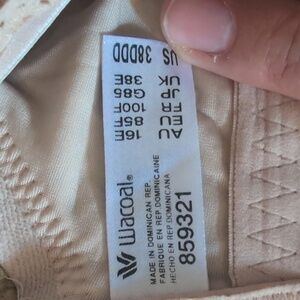 US 38DDD
UK 38E
JP G85
FR 100F
EU 85F
AU 16E
Wacoal®
MADE IN DOMINICAN REP.
FABRIQUE EN REP. DOMINICAINE
HECHO EN REP. DOMINICANA
859321